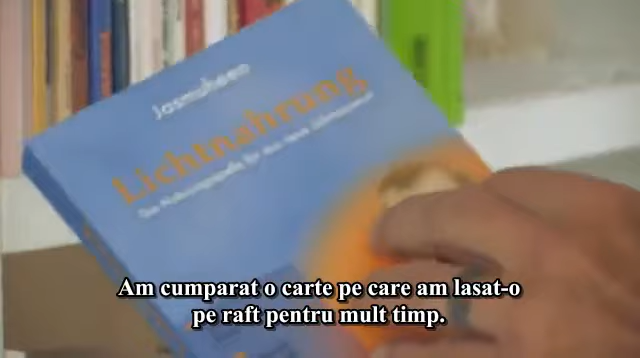 Jasmuheen
Lichtnahrung
Am cumparat o carte pe care am lasat-o
pe raft pentru mult timp.